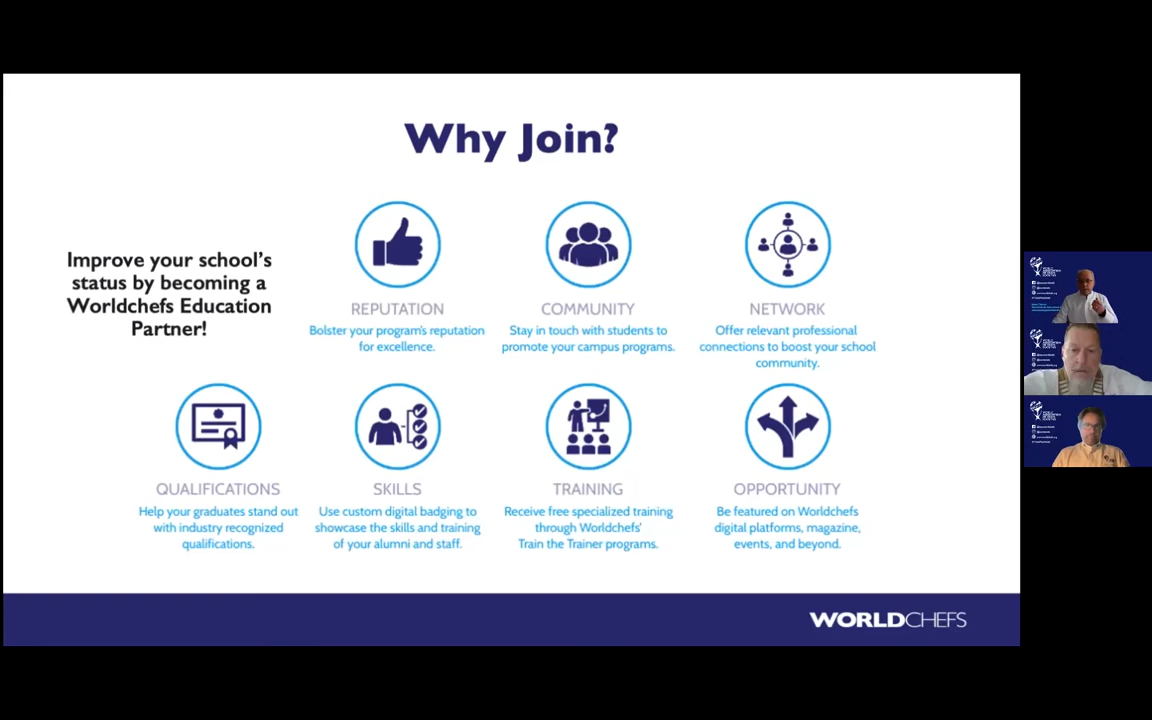 Why Join?
Improve your school's
status by becoming a
Worldchefs Education
Partner!
REPUTATION
Bolster your program's reputation
for excellence.
COMMUNITY
Stay in touch with students to
promote your campus programs.
NETWORK
Offer relevant professional
connections to boost your school
community.
QUALIFICATIONS
Help your graduates stand out
with industry recognized
qualifications.
SKILLS
Use custom digital badging to
showcase the skills and training
of your alumni and staff.
TRAINING
Receive free specialized training
through Worldchefs'
Train the Trainer programs.
OPPORTUNITY
Be featured on Worldchefs
digital platforms, magazine,
events, and beyond.
WORLDCHEFS